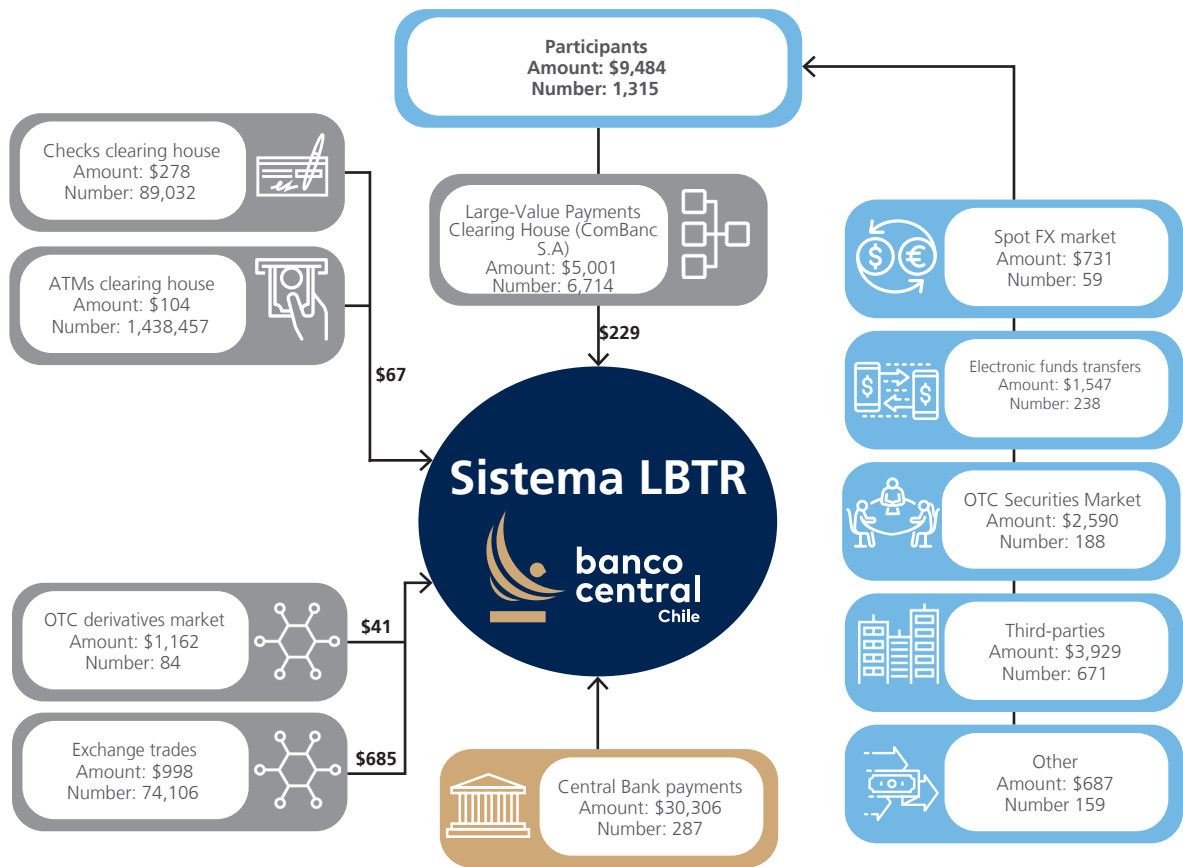 Participants
Amount: $9,484
Number: 1,315
Checks clearing house
Amount: $278
Number: 89,032
ATMs clearing house
Amount: $104
Number: 1,438,457
$67
Large-Value Payments
Clearing House (ComBanc
S.A)
Amount: $5,001
Number: 6,714
$229
Spot FX market
Amount: $731
Number: 59
Electronic funds transfers
Amount: $1,547
Number: 238
OTC Securities Market
Amount: $2,590
Number: 188
Third-parties
Amount: $3,929
Number: 671
Other
Amount: $687
Number 159
Sistema LBTR
banco
central
Chile
OTC derivatives market
Amount: $1,162
Number: 84
$41
Exchange trades
Amount: $998
Number: 74,106
$685
Central Bank payments
Amount: $30,306
Number: 287